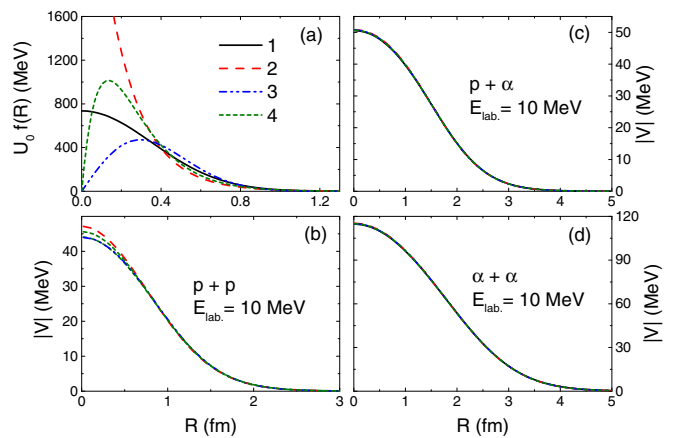 1600
1200
800
400
0
U₀ f(R) (MeV)
0.0 0.4 0.8 1.2
(a)
1
2
3
4
(c)
p + α
E_lab.= 10 MeV
50
40
30
20
10
0
|V| (MeV)
0 1 2 3 4 5
(b)
p + p
E_lab.= 10 MeV
40
30
20
10
0
|V| (MeV)
0 1 2 3
R (fm)
(d)
α + α
E_lab.= 10 MeV
120
90
60
30
0
|V| (MeV)
0 1 2 3 4 5
R (fm)